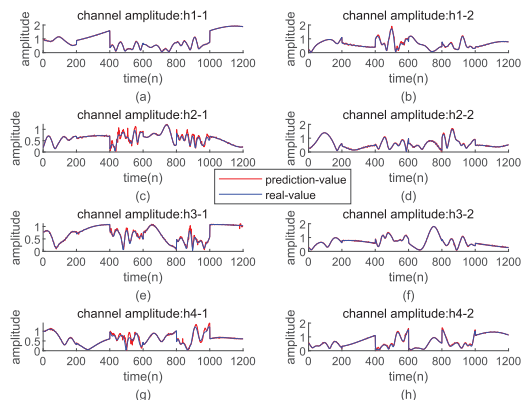 channel amplitude:h1-1
amplitude
2
1
0
0 200 400 600 800 1000 1200
time(n)
(a)
channel amplitude:h1-2
amplitude
2
1
0
0 200 400 600 800 1000 1200
time(n)
(b)
channel amplitude:h2-1
amplitude
1
0.5
0
0 200 400 600 800 1000 1200
time(n)
(c)
channel amplitude:h2-2
amplitude
2
1
0
0 200 400 600 800 1000 1200
time(n)
(d)
prediction-value
real-value
channel amplitude:h3-1
amplitude
1
0.5
0
0 200 400 600 800 1000 1200
time(n)
(e)
channel amplitude:h3-2
amplitude
2
1
0
0 200 400 600 800 1000 1200
time(n)
(f)
channel amplitude:h4-1
amplitude
1
0.5
0
0 200 400 600 800 1000 1200
time(n)
(g)
channel amplitude:h4-2
amplitude
2
1
0
0 200 400 600 800 1000 1200
time(n)
(h)